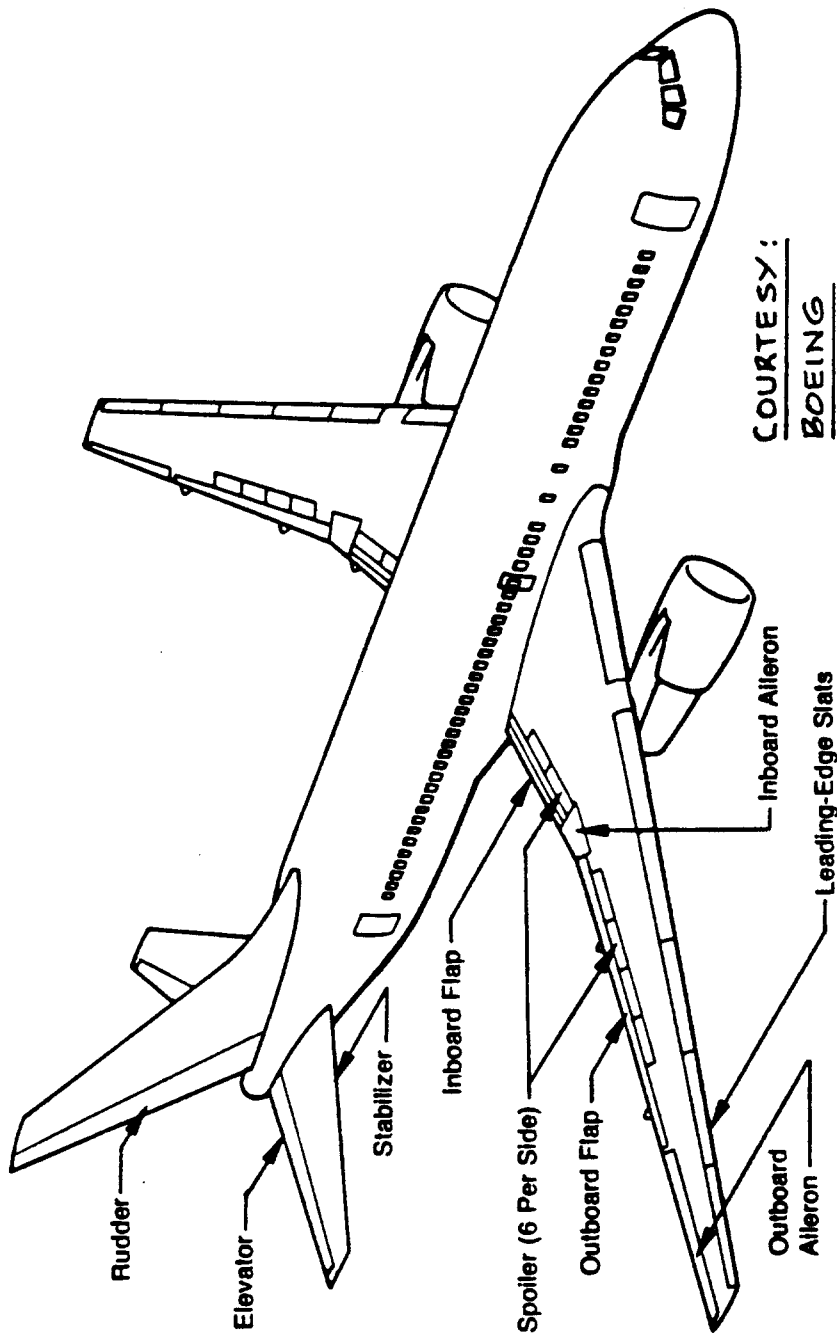 Rudder
Elevator
Stabilizer
Inboard Flap
Spoiler (6 Per Side)
Outboard Flap
Outboard
Aileron
Leading-Edge Slats
Inboard Aileron
COURTESY:
BOEING